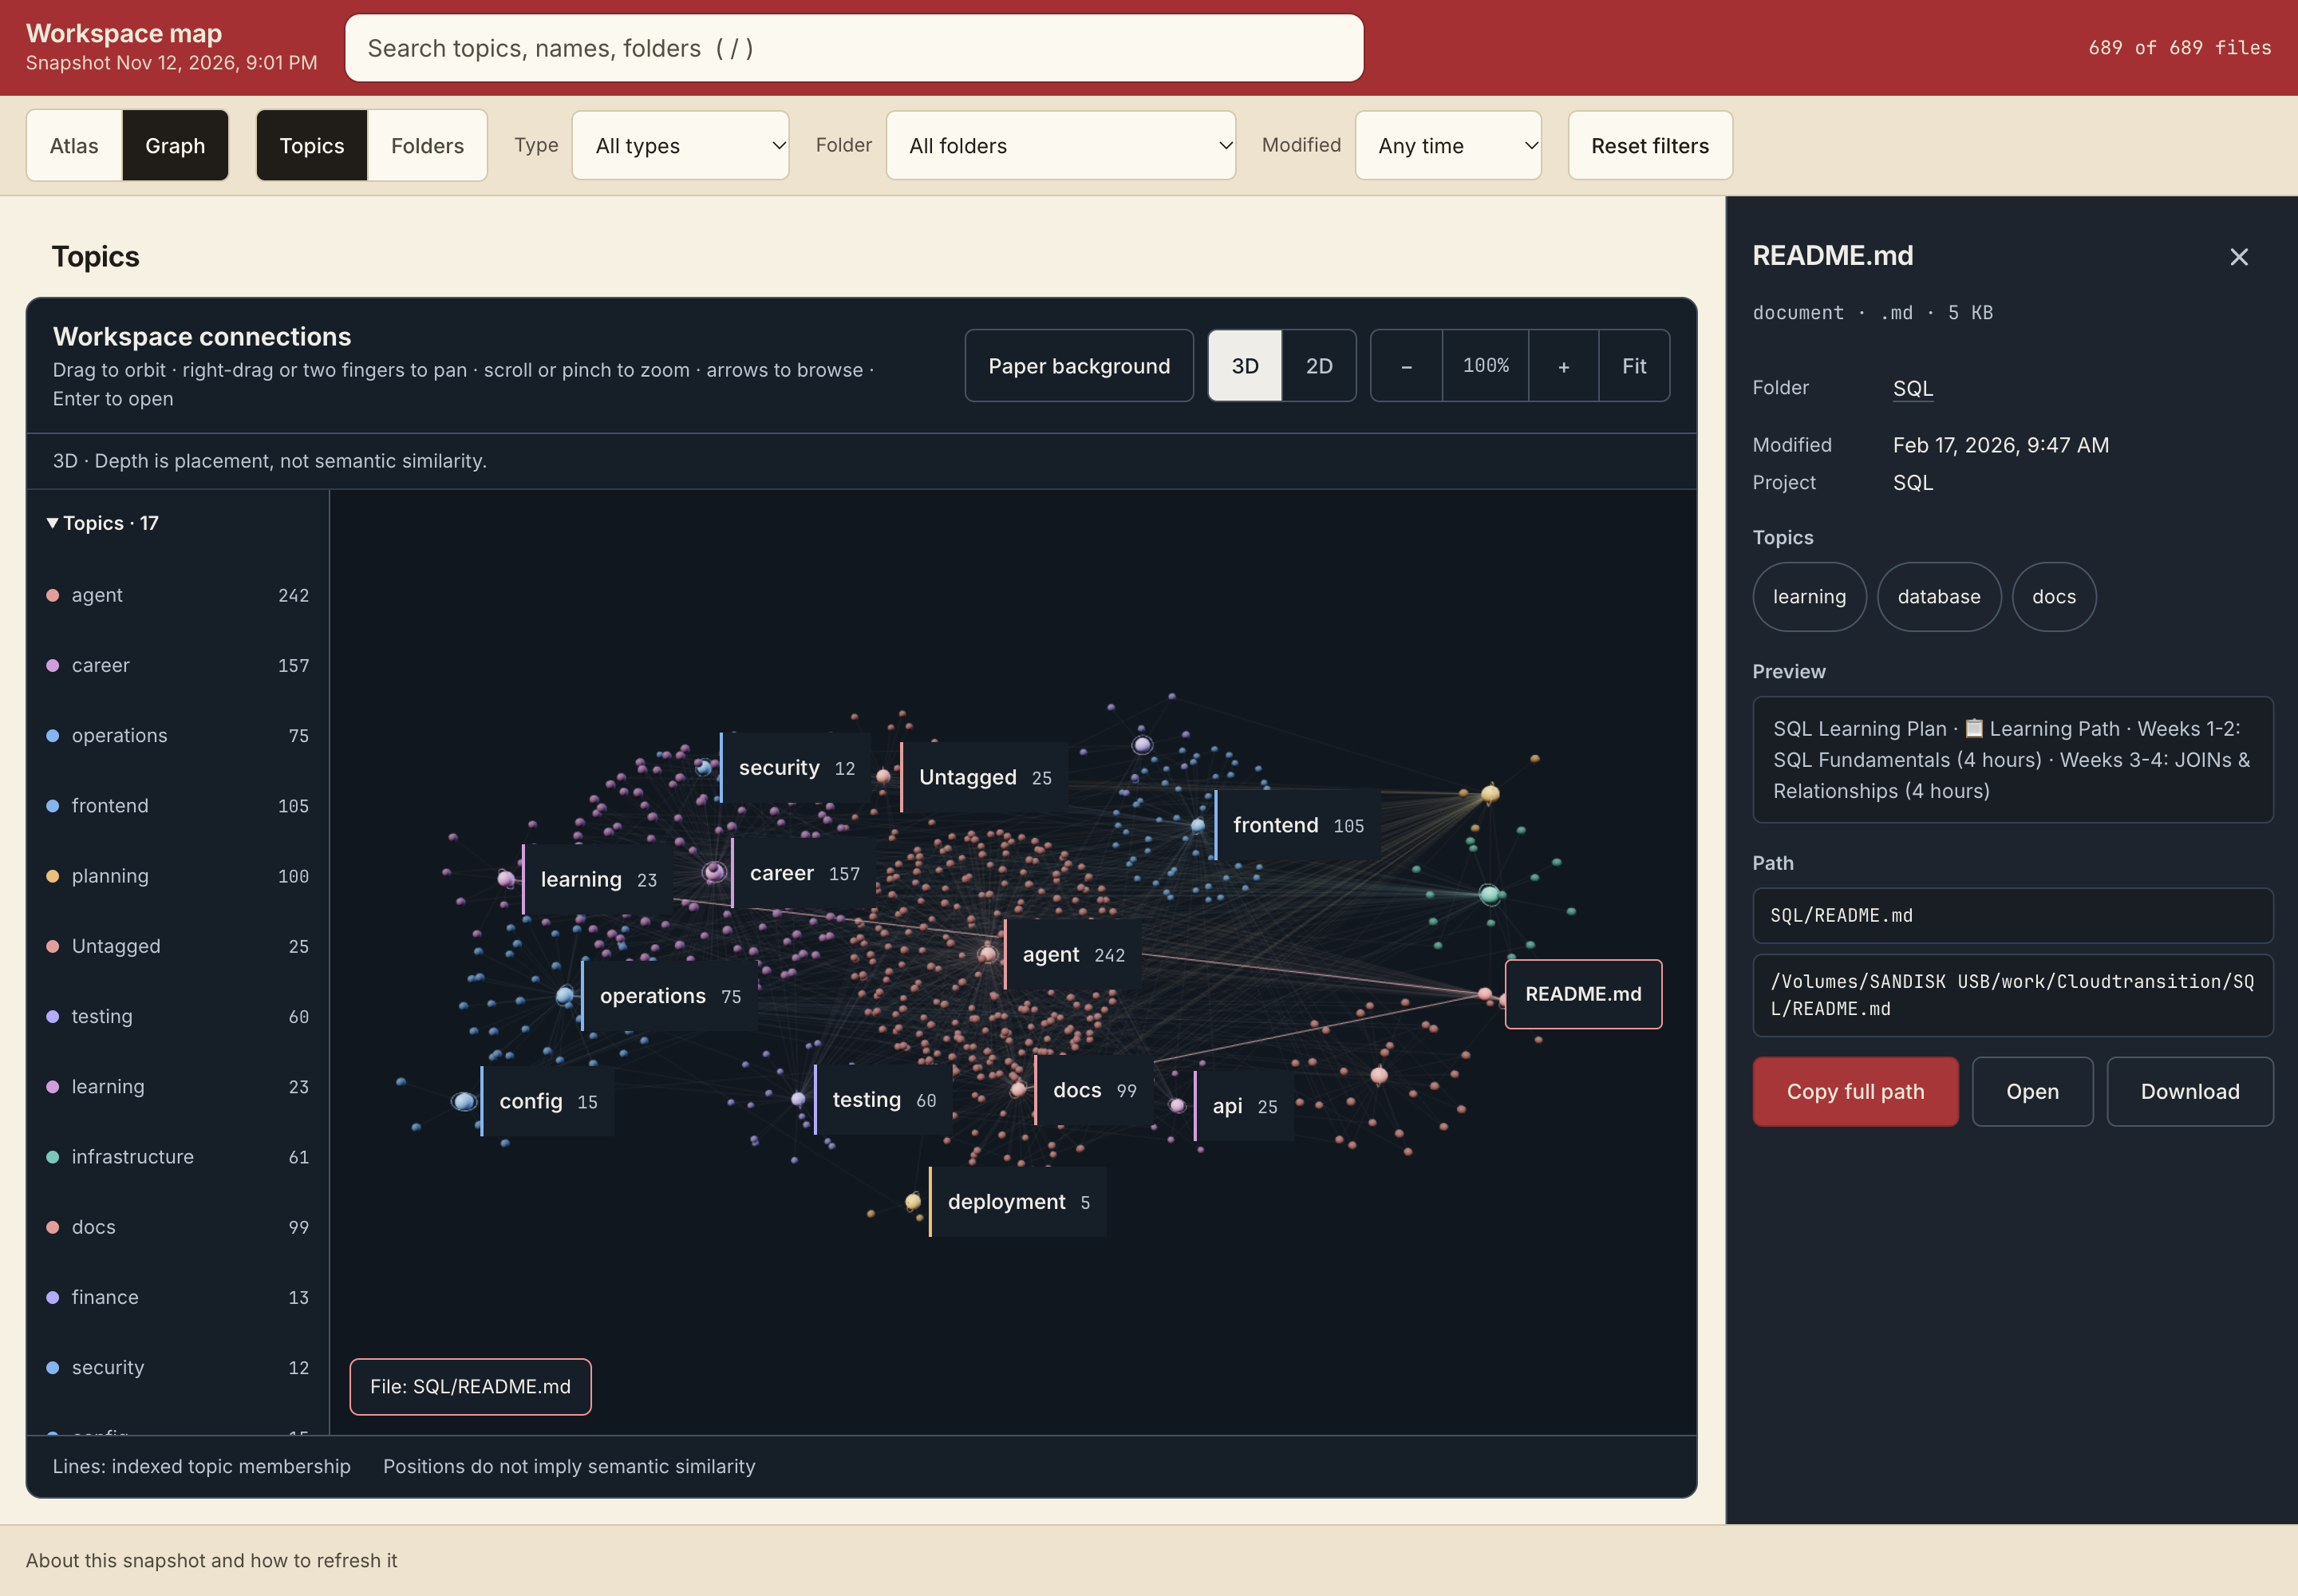 Workspace map
Snapshot Nov 12, 2026, 9:01 PM
Search topics, names, folders ( / )
689 of 689 files
Atlas
Graph
Topics
Folders
Type
All types
Folder
All folders
Modified
Any time
Reset filters
Topics
Workspace connections
Drag to orbit · right-drag or two fingers to pan · scroll or pinch to zoom · arrows to browse ·
Enter to open
Paper background
3D
2D
−
100%
+
Fit
3D · Depth is placement, not semantic similarity.
▼ Topics · 17
agent 242
career 157
operations 75
frontend 105
planning 100
Untagged 25
testing 60
learning 23
infrastructure 61
docs 99
finance 13
security 12
config 15
security 12
Untagged 25
frontend 105
learning 23
career 157
agent 242
operations 75
README.md
config 15
testing 60
docs 99
api 25
deployment 5
File: SQL/README.md
Lines: indexed topic membership
Positions do not imply semantic similarity
README.md
×
document · .md · 5 KB
Folder SQL
Modified Feb 17, 2026, 9:47 AM
Project SQL
Topics
learning
database
docs
Preview
SQL Learning Plan · 📋 Learning Path · Weeks 1-2:
SQL Fundamentals (4 hours) · Weeks 3-4: JOINs &
Relationships (4 hours)
Path
SQL/README.md
/Volumes/SANDISK USB/work/Cloudtransition/SQ
L/README.md
Copy full path
Open
Download
About this snapshot and how to refresh it